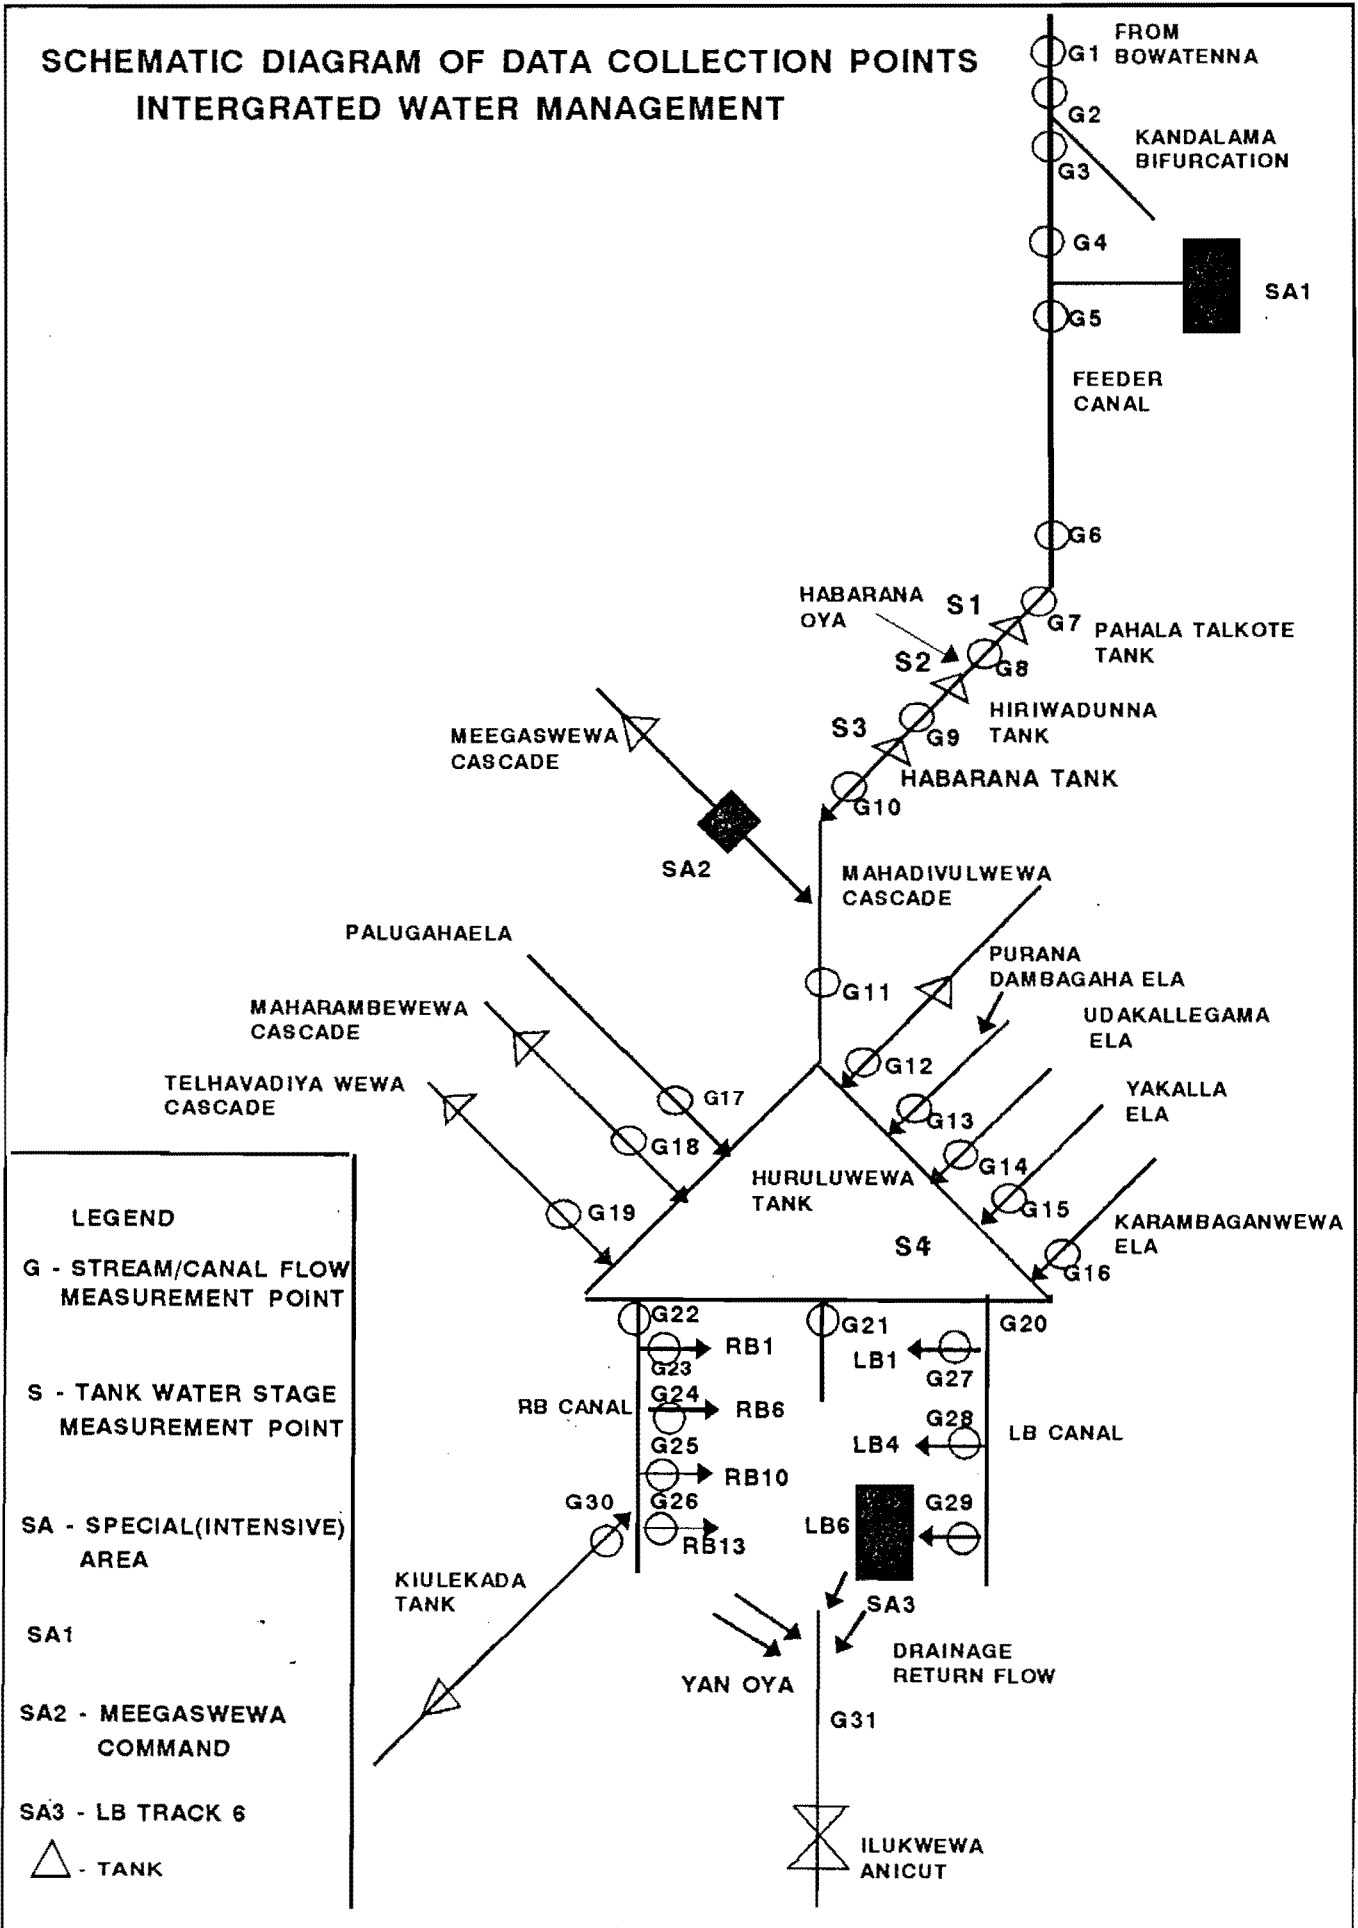 SCHEMATIC DIAGRAM OF DATA COLLECTION POINTS
INTERGRATED WATER MANAGEMENT
FROM
BOWATENNA
G1
G2
KANDALAMA
BIFURCATION
G3
G4
SA1
G5
FEEDER
CANAL
G6
HABARANA
OYA
S1
G7
PAHALA TALKOTE
TANK
S2
G8
HIRIWADUNNA
TANK
S3
G9
MEEGASWEWA
CASCADE
HABARANA TANK
G10
SA2
MAHADIVULWEWA
CASCADE
PALUGAHAELA
PURANA
DAMBAGAHA ELA
G11
MAHARAMBEWEWA
CASCADE
UDAKALLEGAMA
ELA
G12
TELHAVADIYA WEWA
CASCADE
YAKALLA
ELA
G17
G13
G18
G14
HURULUWEWA
TANK
G15
G19
KARAMBAGANWEWA
ELA
S4
G16
G22
G21
G20
RB1
LB1
G23
G27
G24
RB CANAL
RB6
G28
LB4
LB CANAL
G25
RB10
G30
G26
G29
LB6
RB13
KIULEKADA
TANK
SA3
DRAINAGE
RETURN FLOW
YAN OYA
G31
ILUKWEWA
ANICUT
LEGEND
G - STREAM/CANAL FLOW
MEASUREMENT POINT
S - TANK WATER STAGE
MEASUREMENT POINT
SA - SPECIAL(INTENSIVE)
AREA
SA1
SA2 - MEEGASWEWA
COMMAND
SA3 - LB TRACK 6
- TANK